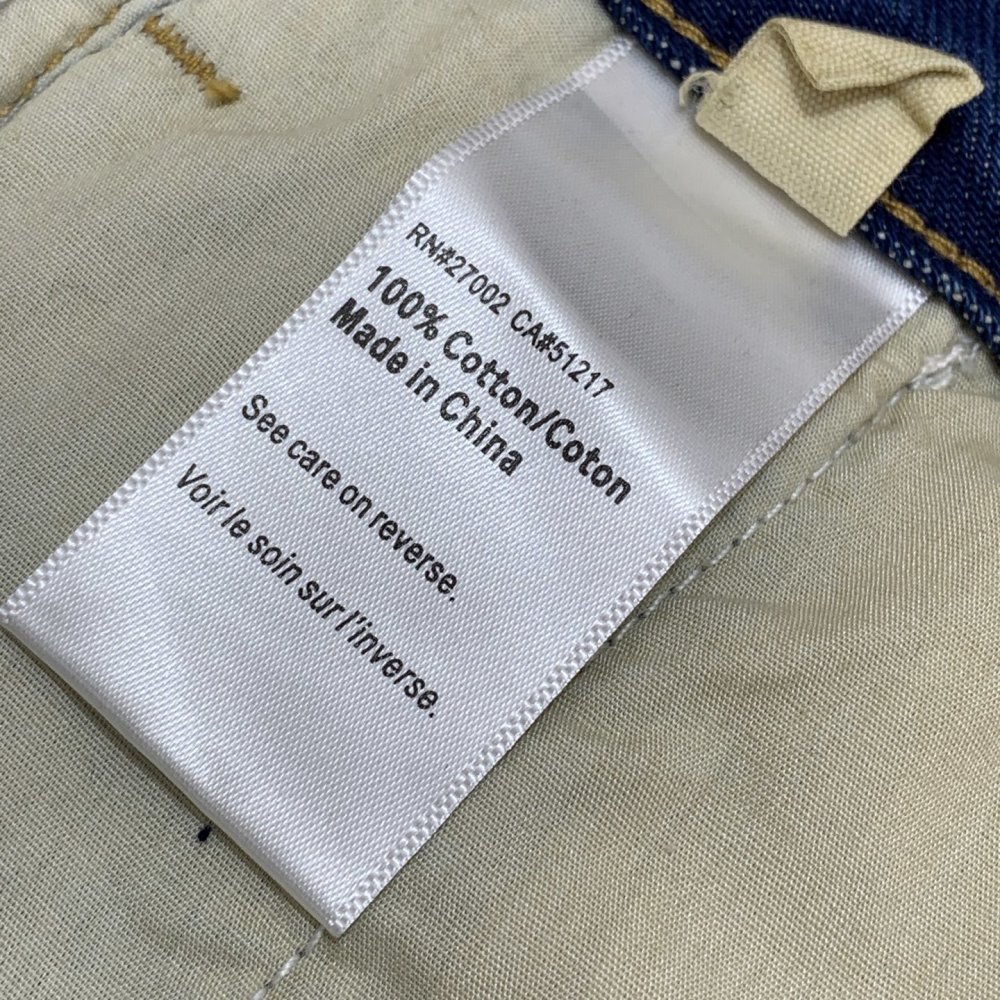 RN#27002 CA#51217
100% Cotton/Coton
Made in China
See care on reverse.
Voir le soin sur l'inverse.